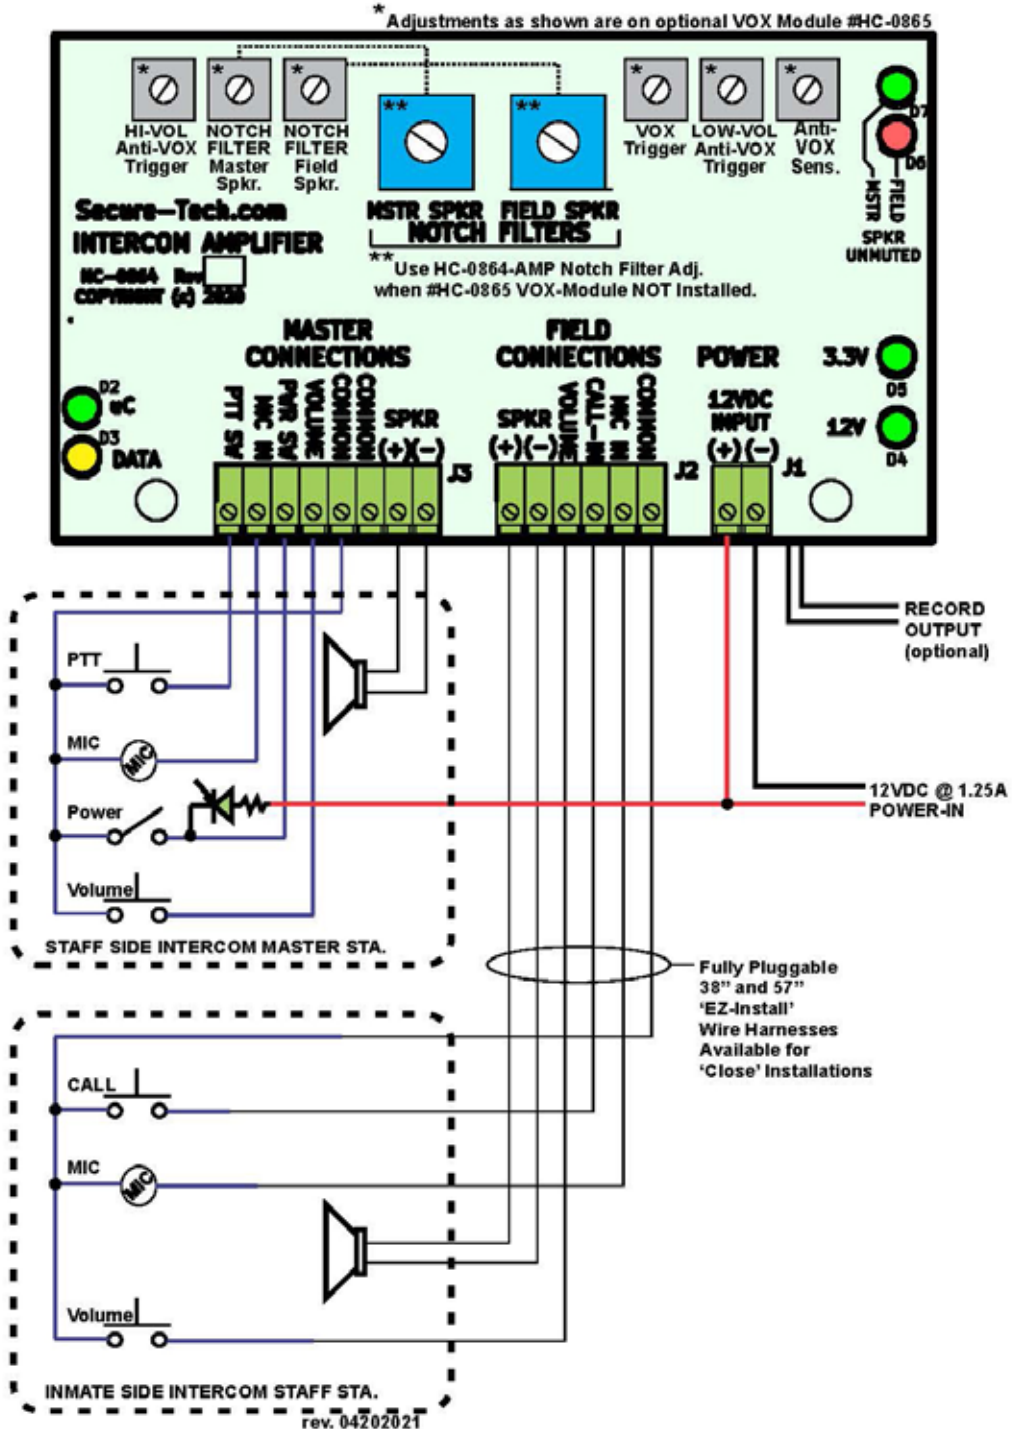 *Adjustments as shown are on optional VOX Module #HC-0865
* * * ** ** * * *
HI-VOL
Anti-VOX
Trigger
NOTCH
FILTER
Master
Spkr.
NOTCH
FILTER
Field
Spkr.
VOX
Trigger
LOW-VOL
Anti-VOX
Trigger
Anti-
VOX
Sens.
D7
D6
MSTR
FIELD
SPKR
UNMUTED
MSTR SPKR FIELD SPKR
NOTCH FILTERS
Secure-Tech.com
INTERCOM AMPLIFIER
HC-0864 Rev
COPYRIGHT (c) 2020
**Use HC-0864-AMP Notch Filter Adj.
when #HC-0865 VOX-Module NOT Installed.
MASTER
CONNECTIONS
PTT SW
MIC IN
PWR SW
VOLUME
COMMON
COMMON
SPKR
(+)(-)
J3
FIELD
CONNECTIONS
SPKR
(+)(-)
VOLUME
CALL-IN
MIC IN
COMMON
J2
POWER
12VDC
INPUT
(+)(-)
J1
3.3V
D5
12V
D4
D2
uC
D3
DATA
RECORD
OUTPUT
(optional)
PTT
MIC
MIC
Power
Volume
STAFF SIDE INTERCOM MASTER STA.
12VDC @ 1.25A
POWER-IN
Fully Pluggable
38” and 57”
‘EZ-Install’
Wire Harnesses
Available for
‘Close’ Installations
CALL
MIC
MIC
Volume
INMATE SIDE INTERCOM STAFF STA.
rev. 04202021